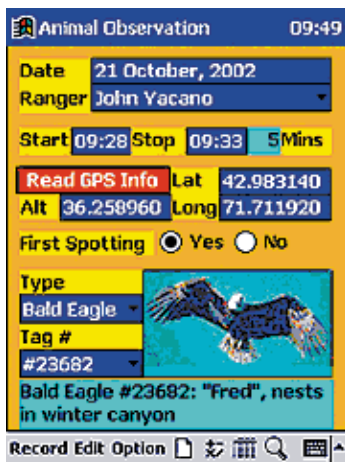 Animal Observation 09:49
Date 21 October, 2002
Ranger John Yacano
Start 09:28 Stop 09:33 5 Mins
Read GPS Info Lat 42.983140
Alt 36.258960 Long 71.711920
First Spotting Yes No
Type
Bald Eagle
Tag #
#23682
Bald Eagle #23682: "Fred", nests
in winter canyon
Record Edit Option